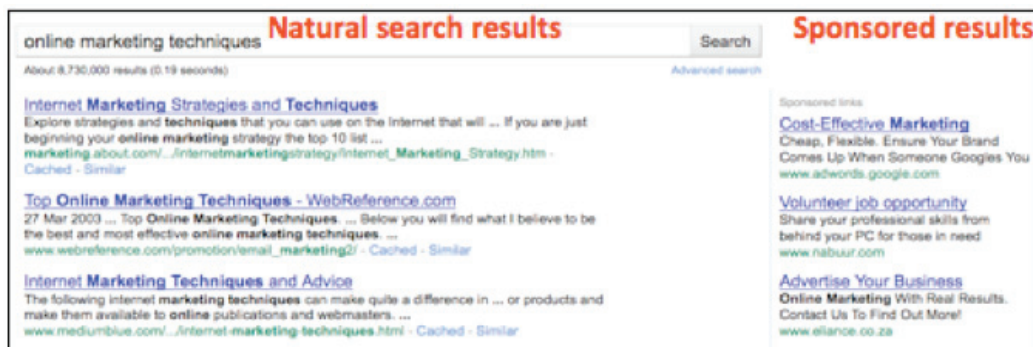 Natural search results
Sponsored results
online marketing techniques
Search
About 8,730,000 results (0.19 seconds)
Advanced search
Internet Marketing Strategies and Techniques
Explore strategies and techniques that you can use on the Internet that will ... If you are just
beginning your online marketing strategy the top 10 list ...
marketing.about.com/.../internetmarketingstrategy/Internet_Marketing_Strategy.htm -
Cached - Similar
Top Online Marketing Techniques - WebReference.com
27 Mar 2003 ... Top Online Marketing Techniques. ... Below you will find what I believe to be
the best and most effective online marketing techniques. ...
www.webreference.com/promotion/email_marketing2/ - Cached - Similar
Internet Marketing Techniques and Advice
The following internet marketing techniques can make quite a difference in ... or products and
make them available to online publications and webmasters. ...
www.mediumblue.com/.../internet-marketing-techniques.html - Cached - Similar
Sponsored links
Cost-Effective Marketing
Cheap, Flexible. Ensure Your Brand
Comes Up When Someone Googles You
www.adwords.google.com
Volunteer job opportunity
Share your professional skills from
behind your PC for those in need
www.nabuur.com
Advertise Your Business
Online Marketing With Real Results.
Contact Us To Find Out More!
www.eliance.co.za